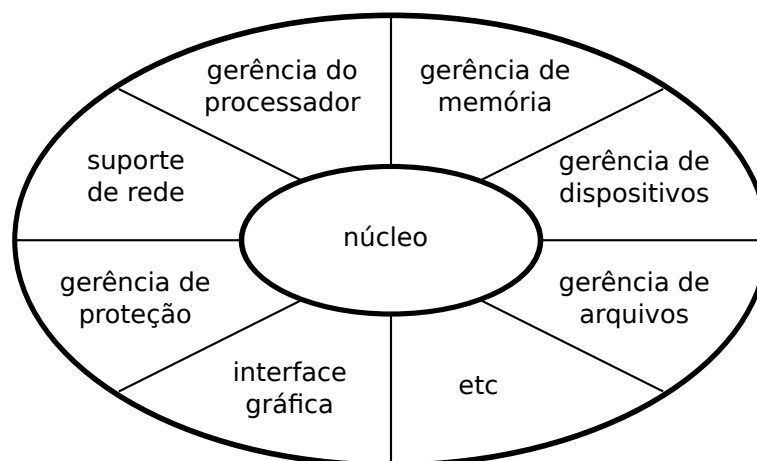 gerência do
processador
gerência de
memória
suporte
de rede
gerência de
dispositivos
núcleo
gerência de
proteção
gerência de
arquivos
interface
gráfica
etc